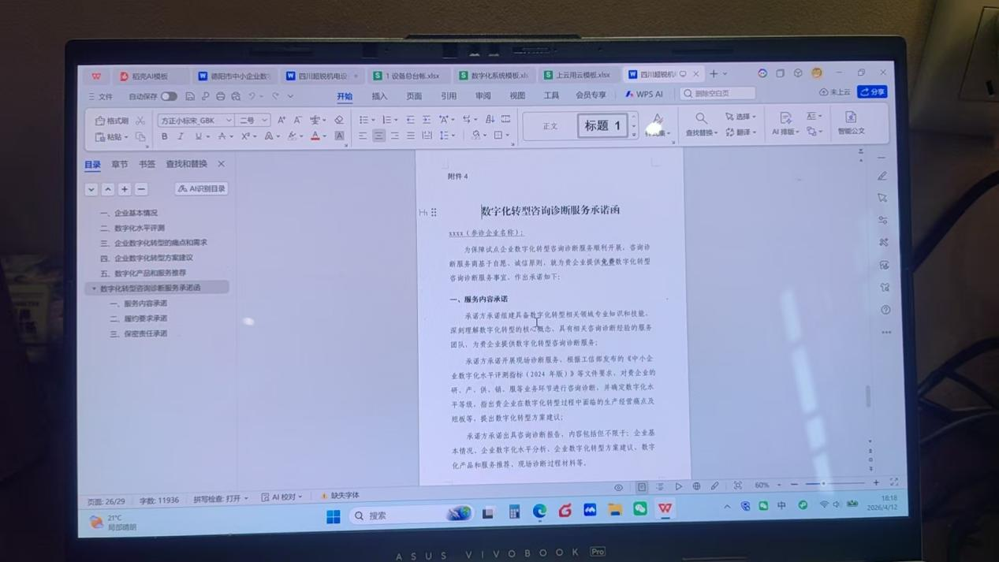 稻壳AI模板
德阳市中小企业数字
四川超锐机电设
1 设备总台帐.xlsx
数字化系统模板.xls
上云用云模板.xlsx
四川超锐机
文件
自动保存
开始
插入
页面
引用
审阅
视图
工具
会员专享
WPS AI
删除空白页
未上云
分享
格式刷
粘贴
方正小标宋_GBK
二号
正文
标题 1
查找替换
选择
翻译
AI 排版
智能公文
目录
章节
书签
查找和替换
AI识别目录
一、企业基本情况
二、数字化水平评测
三、企业数字化转型的痛点和需求
四、企业数字化转型方案建议
五、数字化产品和服务推荐
数字化转型咨询诊断服务承诺函
一、服务内容承诺
二、履约要求承诺
三、保密责任承诺
附件 4
数字化转型咨询诊断服务承诺函
xxxx（参诊企业名称）：
为保障试点企业数字化转型咨询诊断服务顺利开展，咨询诊
断服务商基于自愿、诚信原则，就为贵企业提供免费数字化转型
咨询诊断服务事宜，作出承诺如下：
一、服务内容承诺
承诺方承诺组建具备数字化转型相关领域专业知识和技能，
深刻理解数字化转型的核心概念，具有相关咨询诊断经验的服务
团队，为贵企业提供数字化转型咨询诊断服务；
承诺方承诺开展现场诊断服务，根据工信部发布的《中小企
业数字化水平评测指标（2024 年版）》等文件要求，对贵企业的
研、产、供、销、服等业务环节进行咨询诊断，并确定数字化水
平等级，指出贵企业在数字化转型过程中面临的生产经营痛点及
短板等，提出数字化转型方案建议；
承诺方承诺出具咨询诊断报告，内容包括但不限于：企业基
本情况、企业数字化水平分析、企业数字化转型方案建议、数字
化产品和服务推荐、现场诊断过程材料等。
页面: 26/29
字数: 11936
拼写检查: 打开
AI 校对
缺失字体
60%
21°C
局部晴朗
搜索
中
18:18
2026/4/12
ASUS VIVOBOOK Pro